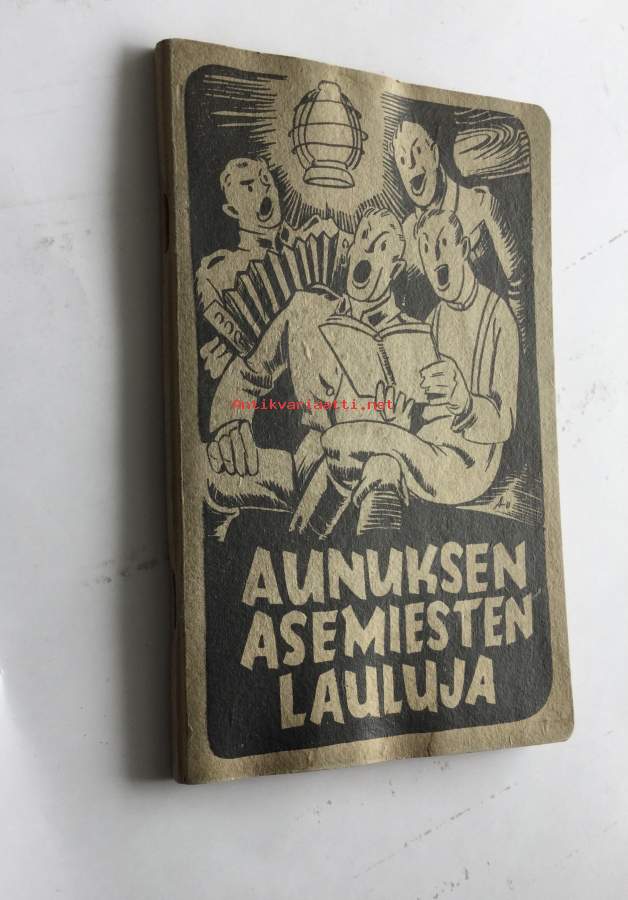 Antikvariaatti.net
AUNUKSEN
ASEMIESTEN
LAULUJA